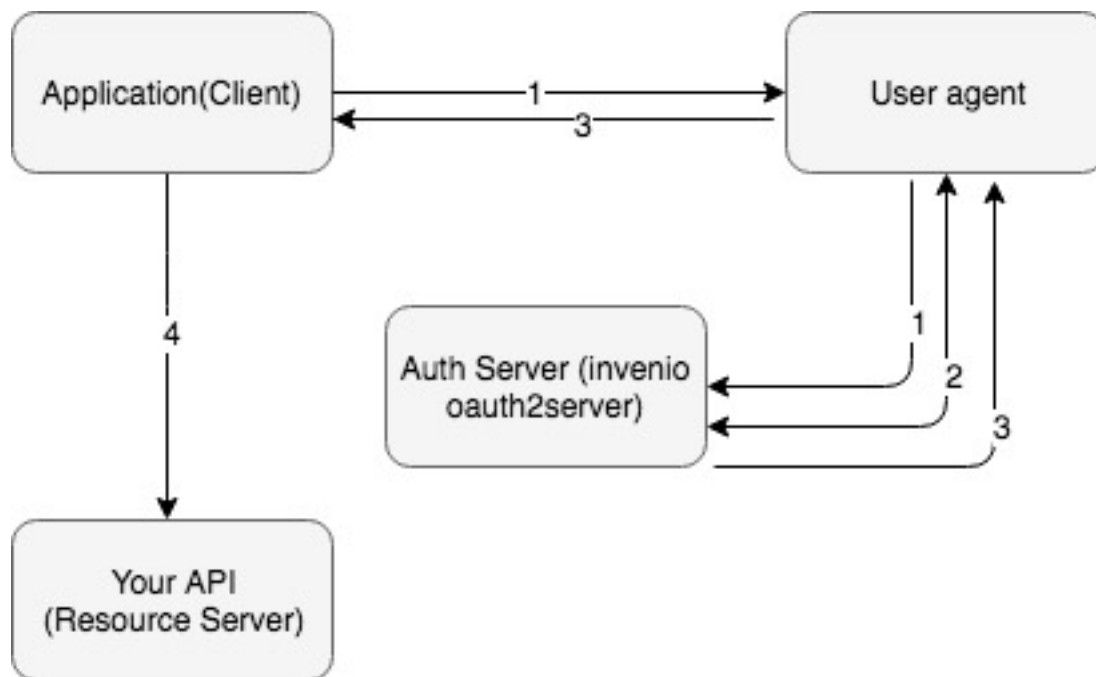 Application(Client)
1
3
User agent
4
Auth Server (invenio
oauth2server)
1
2
3
Your API
(Resource Server)